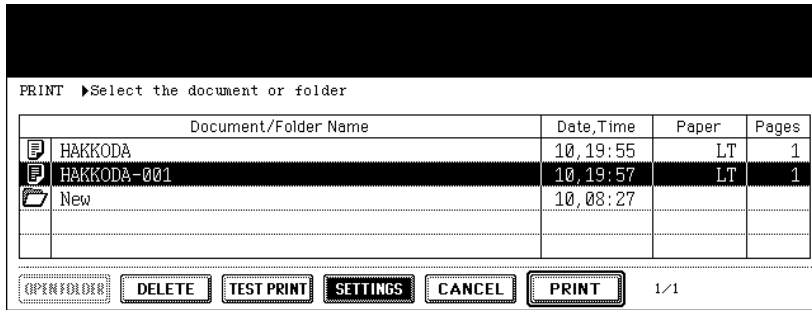 PRINT ▶Select the document or folder
Document/Folder Name Date,Time Paper Pages
HAKKODA 10,19:55 LT 1
HAKKODA-001 10,19:57 LT 1
New 10,08:27
OPEN FOLDER DELETE TEST PRINT SETTINGS CANCEL PRINT 1/1